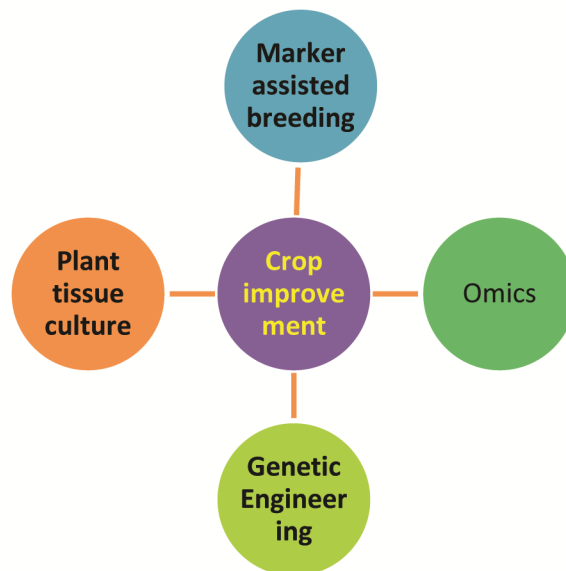 Marker
assisted
breeding
Plant
tissue
culture
Crop
improve
ment
Omics
Genetic
Engineer
ing